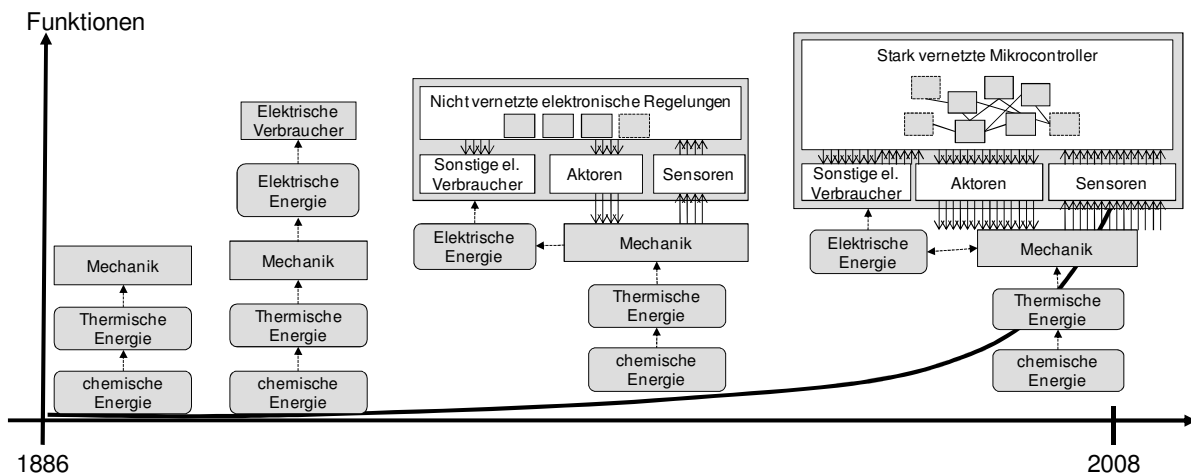 Funktionen
Mechanik
Thermische
Energie
chemische
Energie
Elektrische
Verbraucher
Elektrische
Energie
Mechanik
Thermische
Energie
chemische
Energie
Nicht vernetzte elektronische Regelungen
Sonstige el.
Verbraucher
Aktoren
Sensoren
Elektrische
Energie
Mechanik
Thermische
Energie
chemische
Energie
Stark vernetzte Mikrocontroller
Sonstige el.
Verbraucher
Aktoren
Sensoren
Elektrische
Energie
Mechanik
Thermische
Energie
chemische
Energie
1886
2008